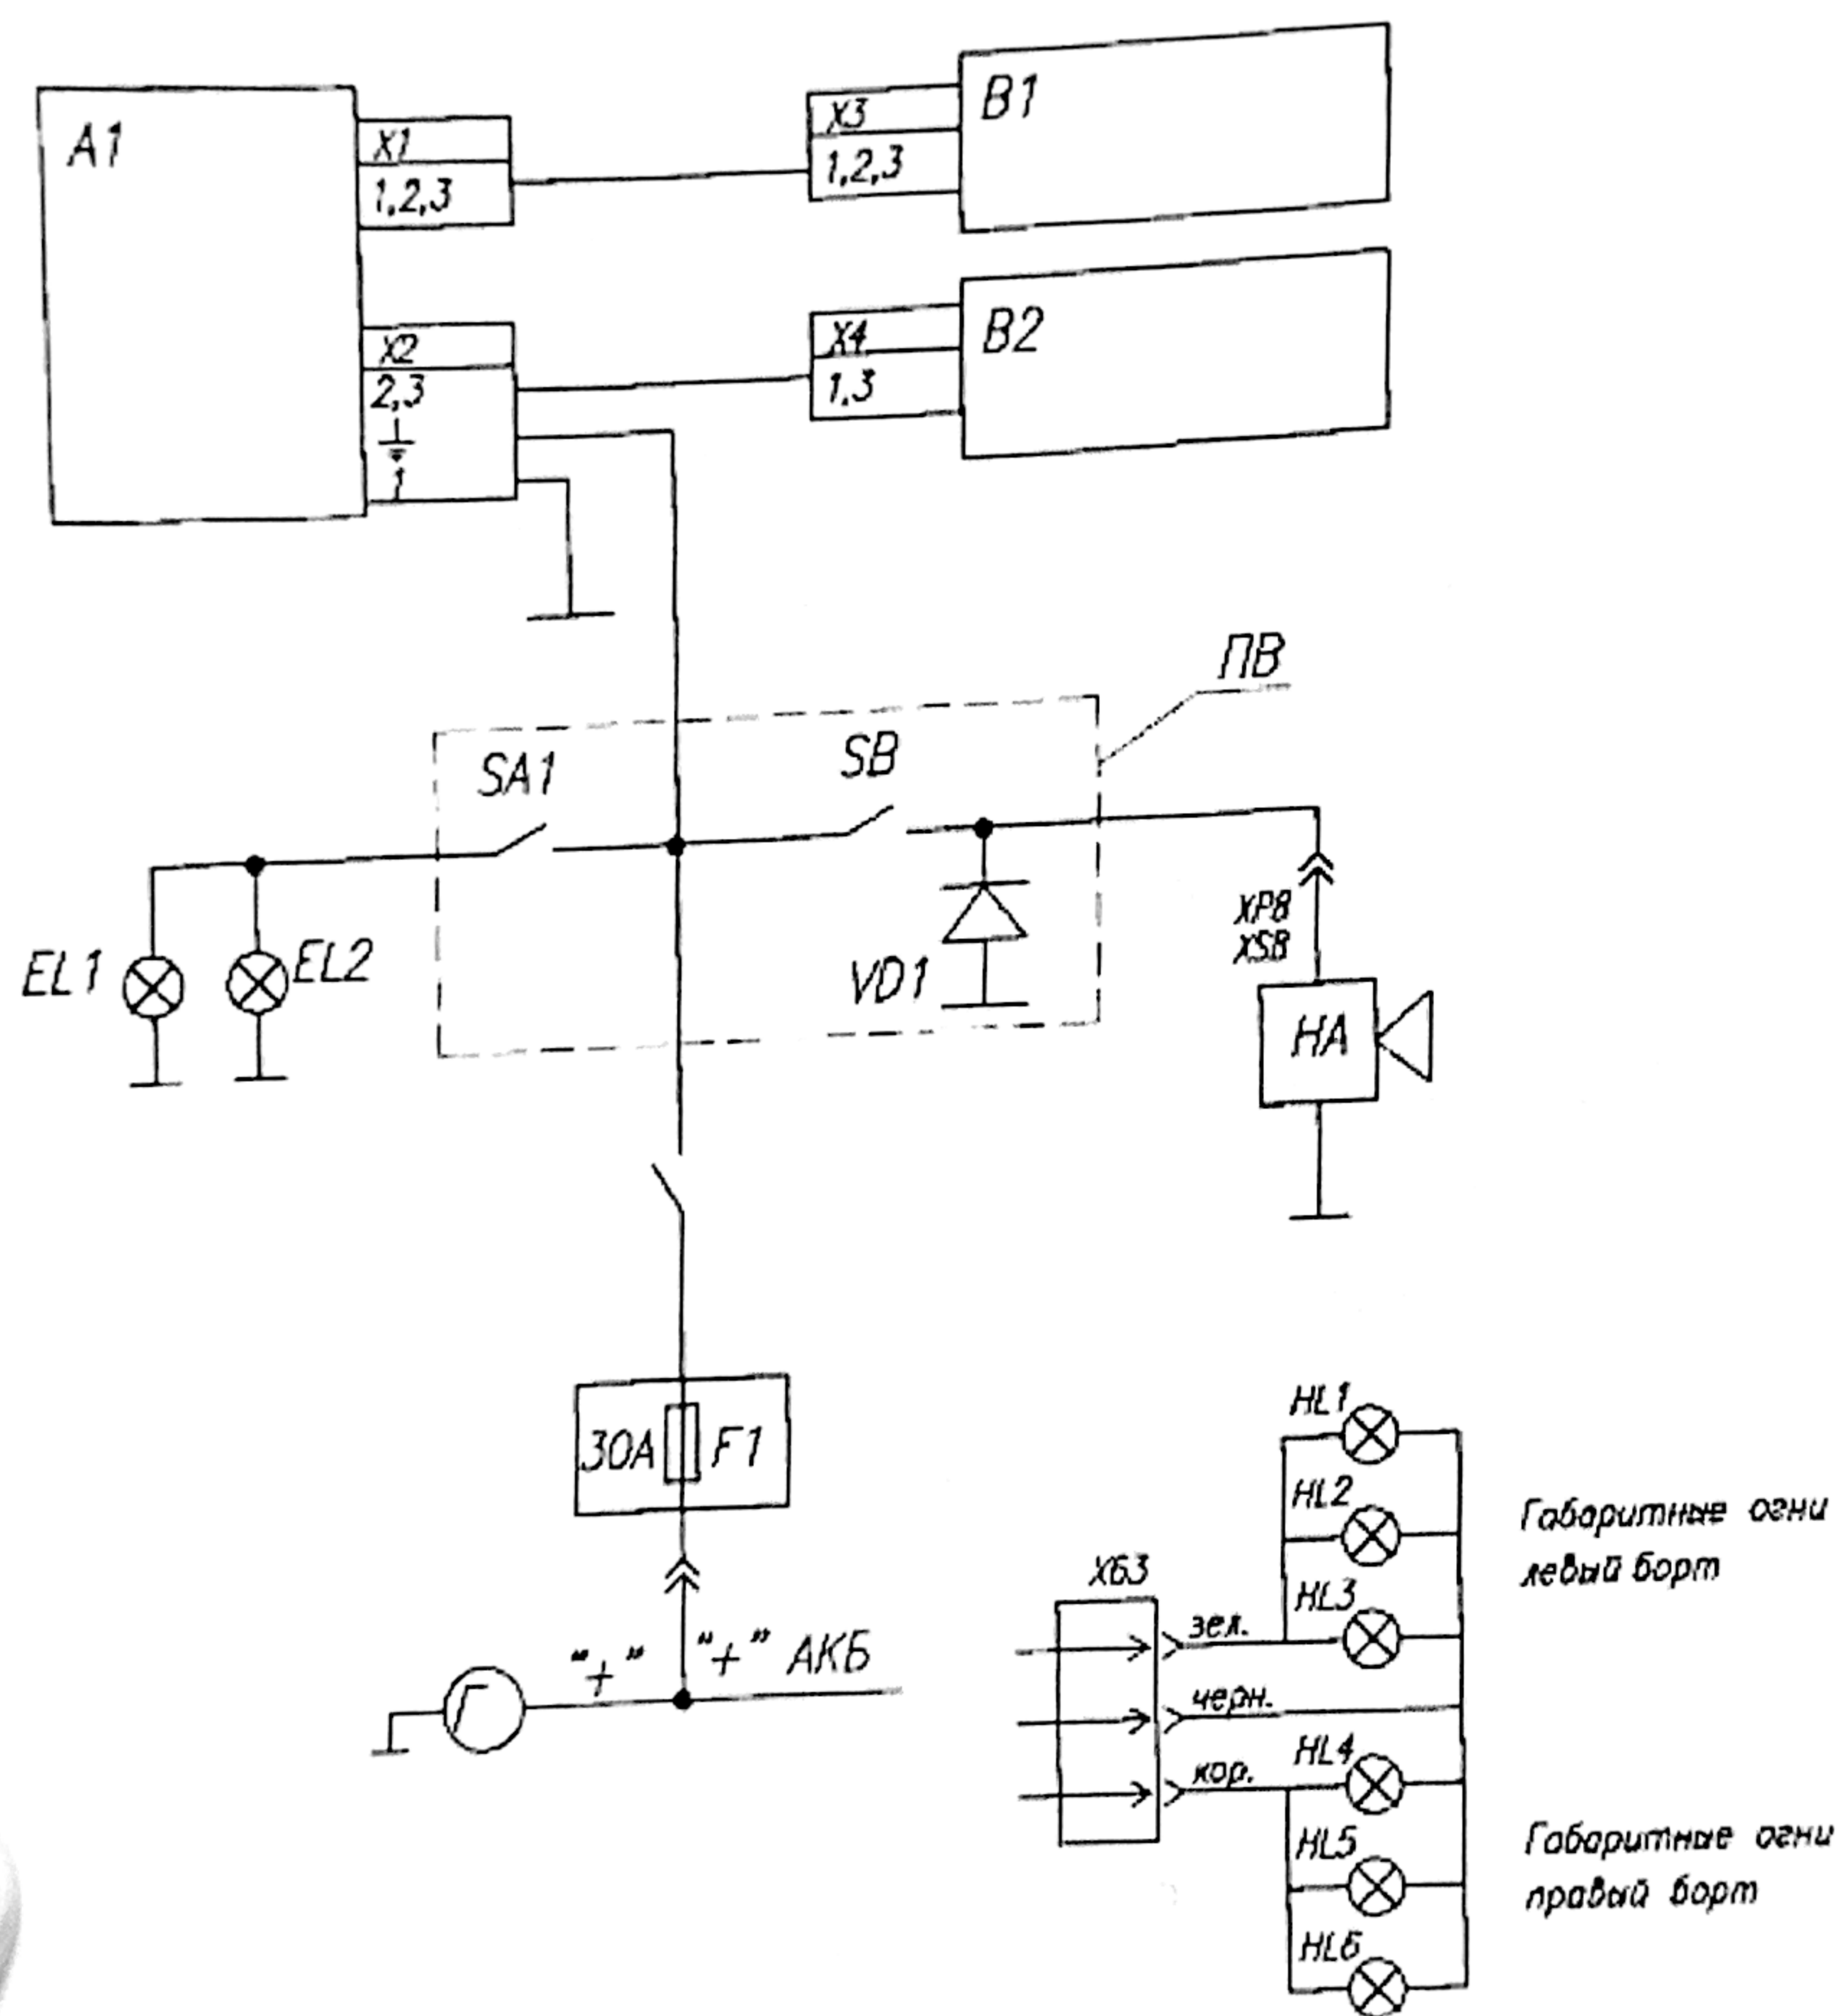 A1
X1
1,2,3
X3
1,2,3
B1
X2
2,3
1
X4
1,3
B2
ПВ
SA1
SB
EL1
EL2
VD1
XP8
XS8
HA
30А
F1
"+"
"+" АКБ
Г
X63
зел.
черн.
кор.
HL1
HL2
HL3
Габаритные огни
левый борт
HL4
HL5
HL6
Габаритные огни
правый борт